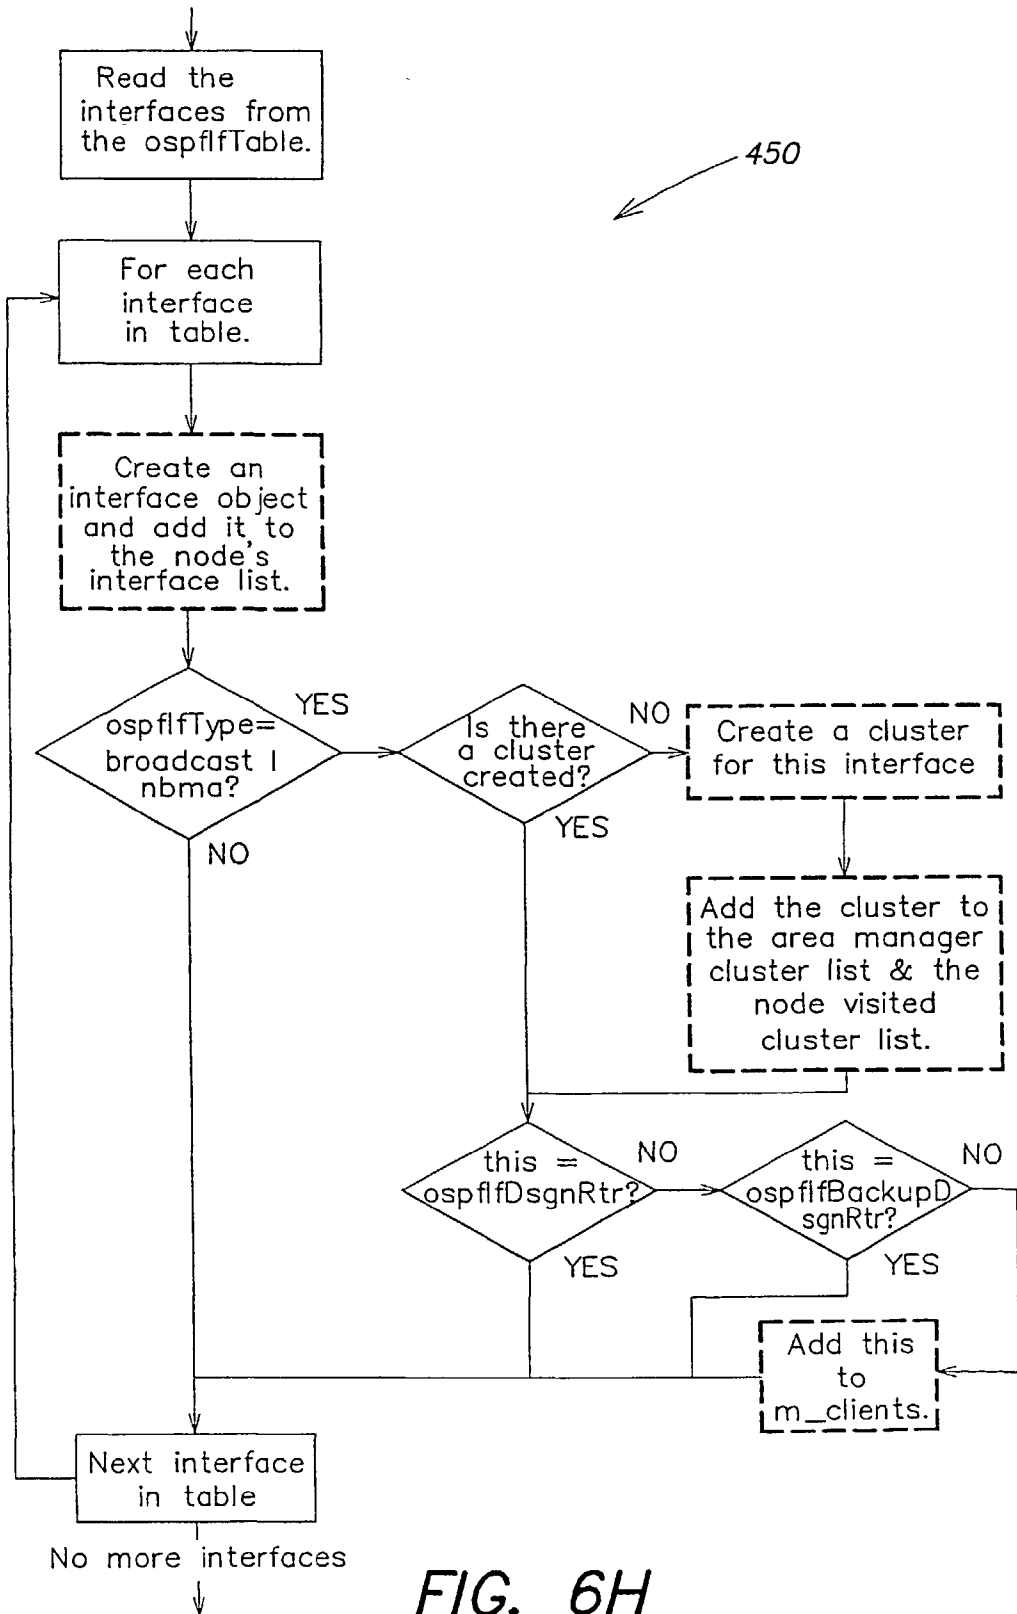 Read the
interfaces from
the ospfIfTable.
450
For each
interface
in table.
Create an
interface object
and add it to
the node's
interface list.
ospfIfType=
broadcast |
nbma?
YES
NO
Is there
a cluster
created?
NO
YES
Create a cluster
for this interface
Add the cluster to
the area manager
cluster list & the
node visited
cluster list.
this =
ospfIfDsgnRtr?
NO
YES
this =
ospfIfBackupD
sgnRtr?
NO
YES
Add this
to
m_clients.
Next interface
in table
No more interfaces
FIG. 6H